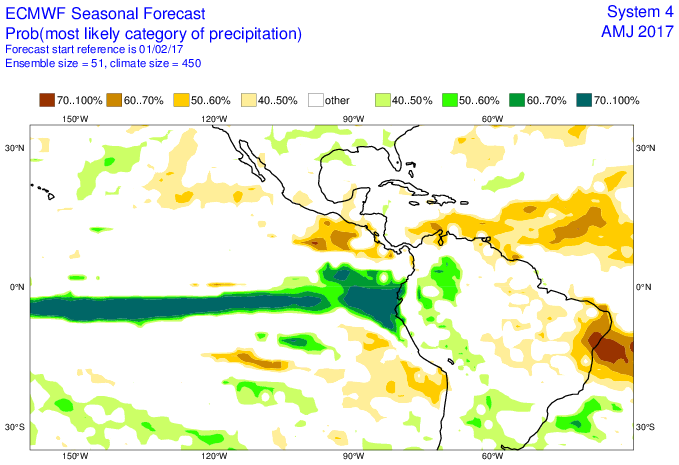 ECMWF Seasonal Forecast
System 4
Prob(most likely category of precipitation)
AMJ 2017
Forecast start reference is 01/02/17
Ensemble size = 51, climate size = 450
70..100% 60..70% 50..60% 40..50% other 40..50% 50..60% 60..70% 70..100%
150°W 120°W 90°W 60°W
30°N 30°N
0°N 0°N
30°S 30°S
150°W 120°W 90°W 60°W